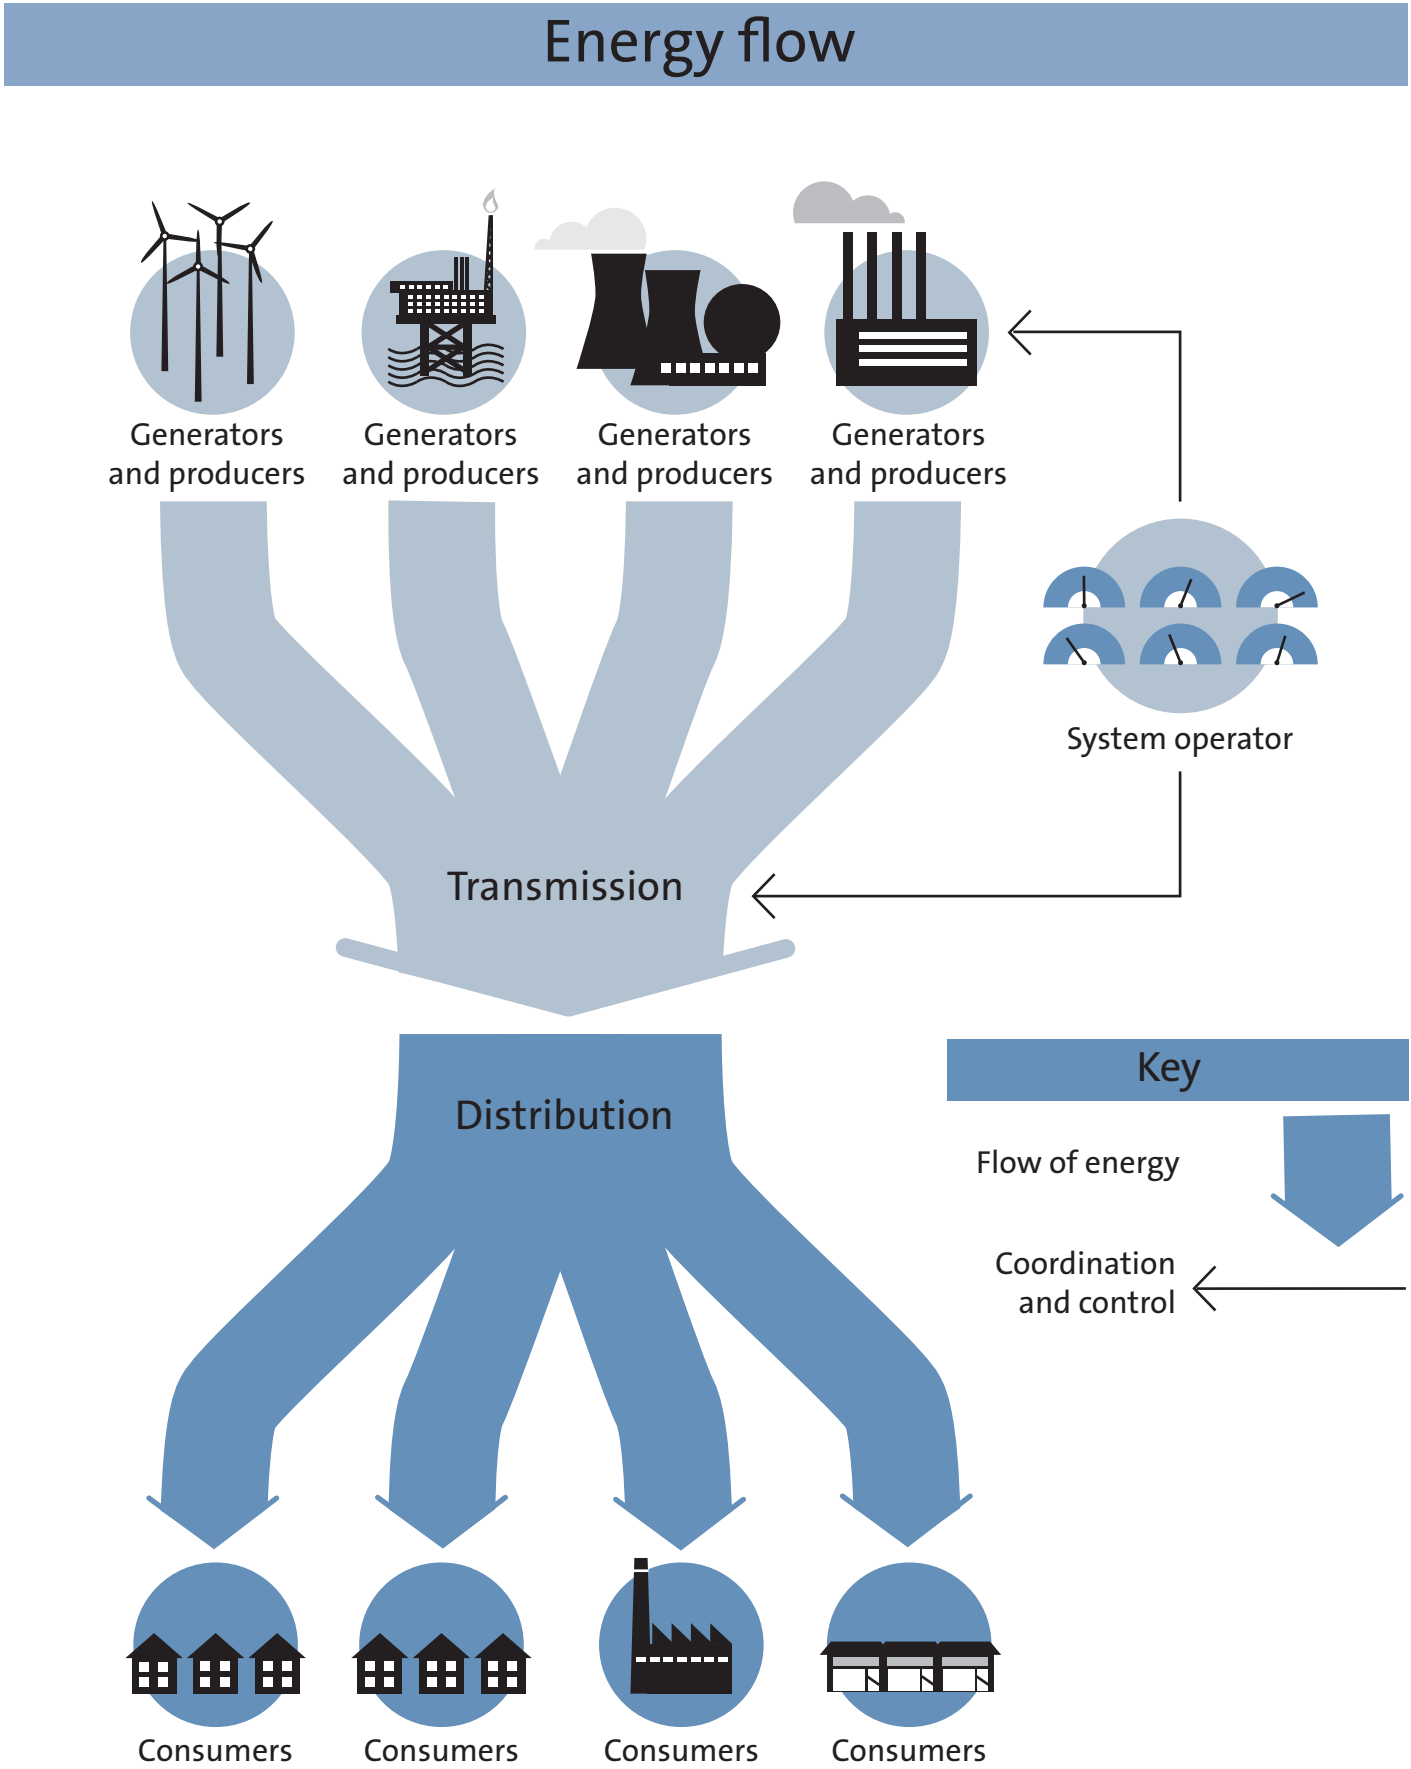 Energy flow
Generators
and producers
Generators
and producers
Generators
and producers
Generators
and producers
System operator
Transmission
Distribution
Key
Flow of energy
Coordination
and control
Consumers
Consumers
Consumers
Consumers